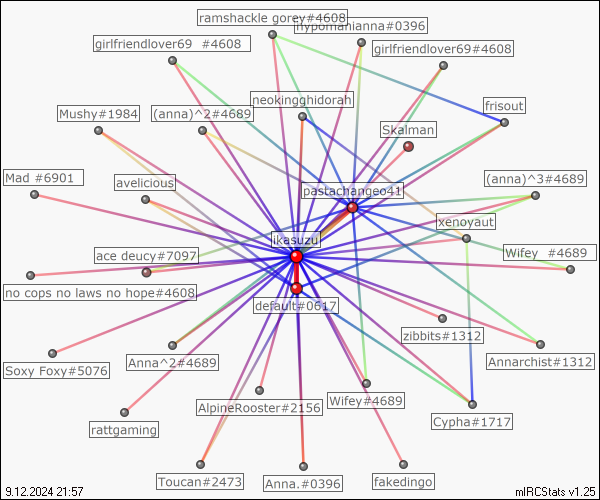 ramshackle gorey#4608
hypomanianna#0396
girlfriendlover69 #4608
girlfriendlover69#4608
neokingghidorah
Mushy#1984
(anna)^2#4689
frisout
Skalman
Mad #6901
avelicious
pastachangeo41
(anna)^3#4689
xenoyaut
ikasuzu
ace deucy#7097
Wifey #4689
no cops no laws no hope#4608
default#0617
zibbits#1312
Anna^2#4689
Annarchist#1312
Soxy Foxy#5076
AlpineRooster#2156
Wifey#4689
Cypha#1717
rattgaming
Toucan#2473
Anna.#0396
fakedingo
9.12.2024 21:57
mIRCStats v1.25